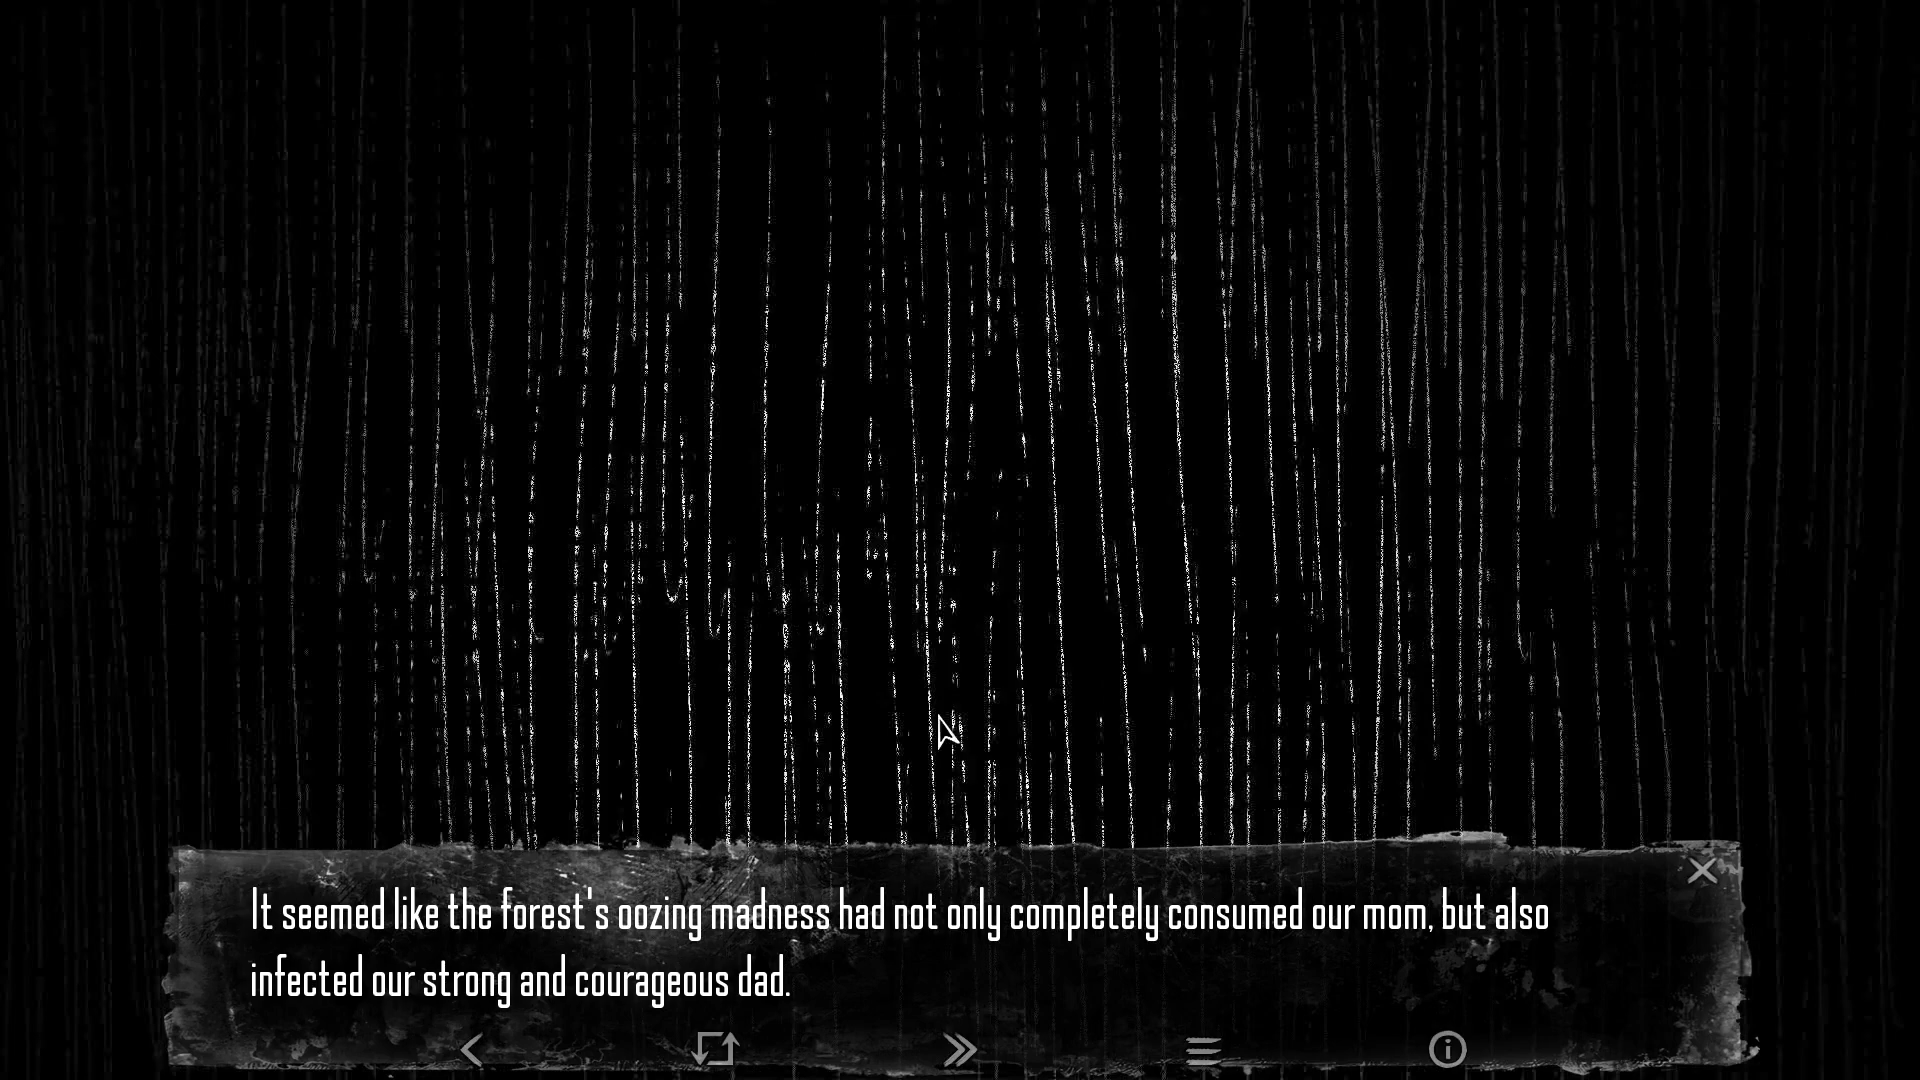 It seemed like the forest's oozing madness had not only completely consumed our mom, but also
infected our strong and courageous dad.